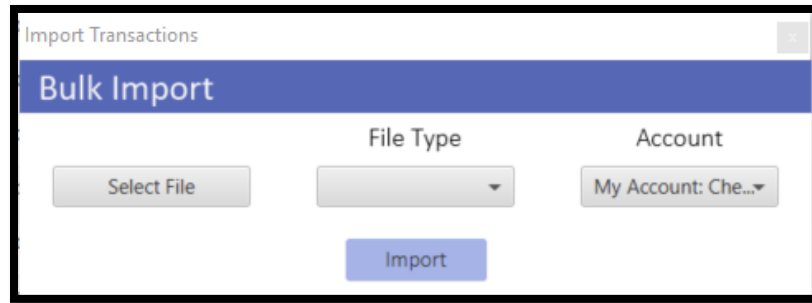 Import Transactions
Bulk Import
File Type
Account
Select File
My Account: Che...
Import